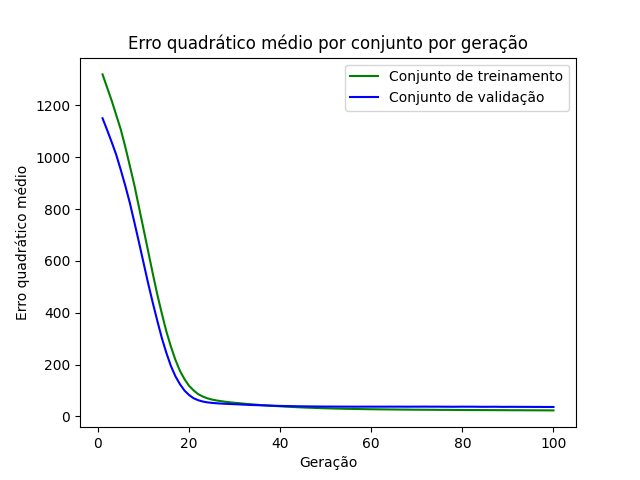 Erro quadrático médio por conjunto por geração
Conjunto de treinamento
Conjunto de validação
Erro quadrático médio
1200
1000
800
600
400
200
0
0 20 40 60 80 100
Geração